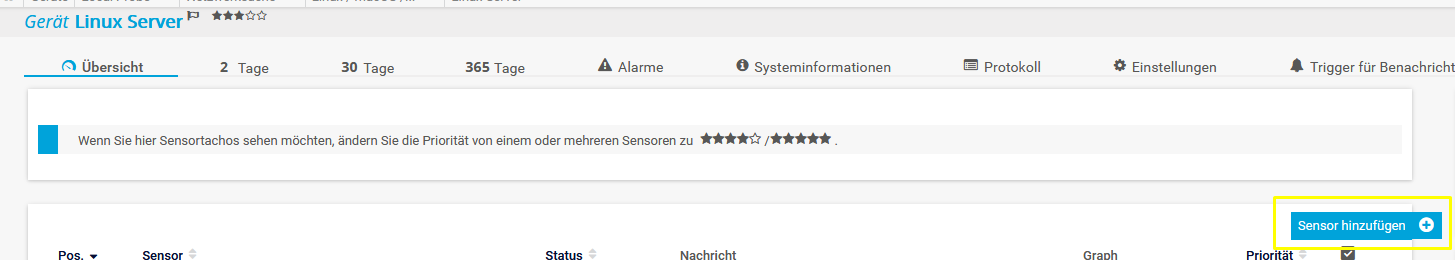 Gerät Linux Server
Übersicht 2 Tage 30 Tage 365 Tage Alarme Systeminformationen Protokoll Einstellungen Trigger für Benachricht
Wenn Sie hier Sensortachos sehen möchten, ändern Sie die Priorität von einem oder mehreren Sensoren zu ★★★★☆/★★★★★.
Sensor hinzufügen
Pos. Sensor Status Nachricht Graph Priorität